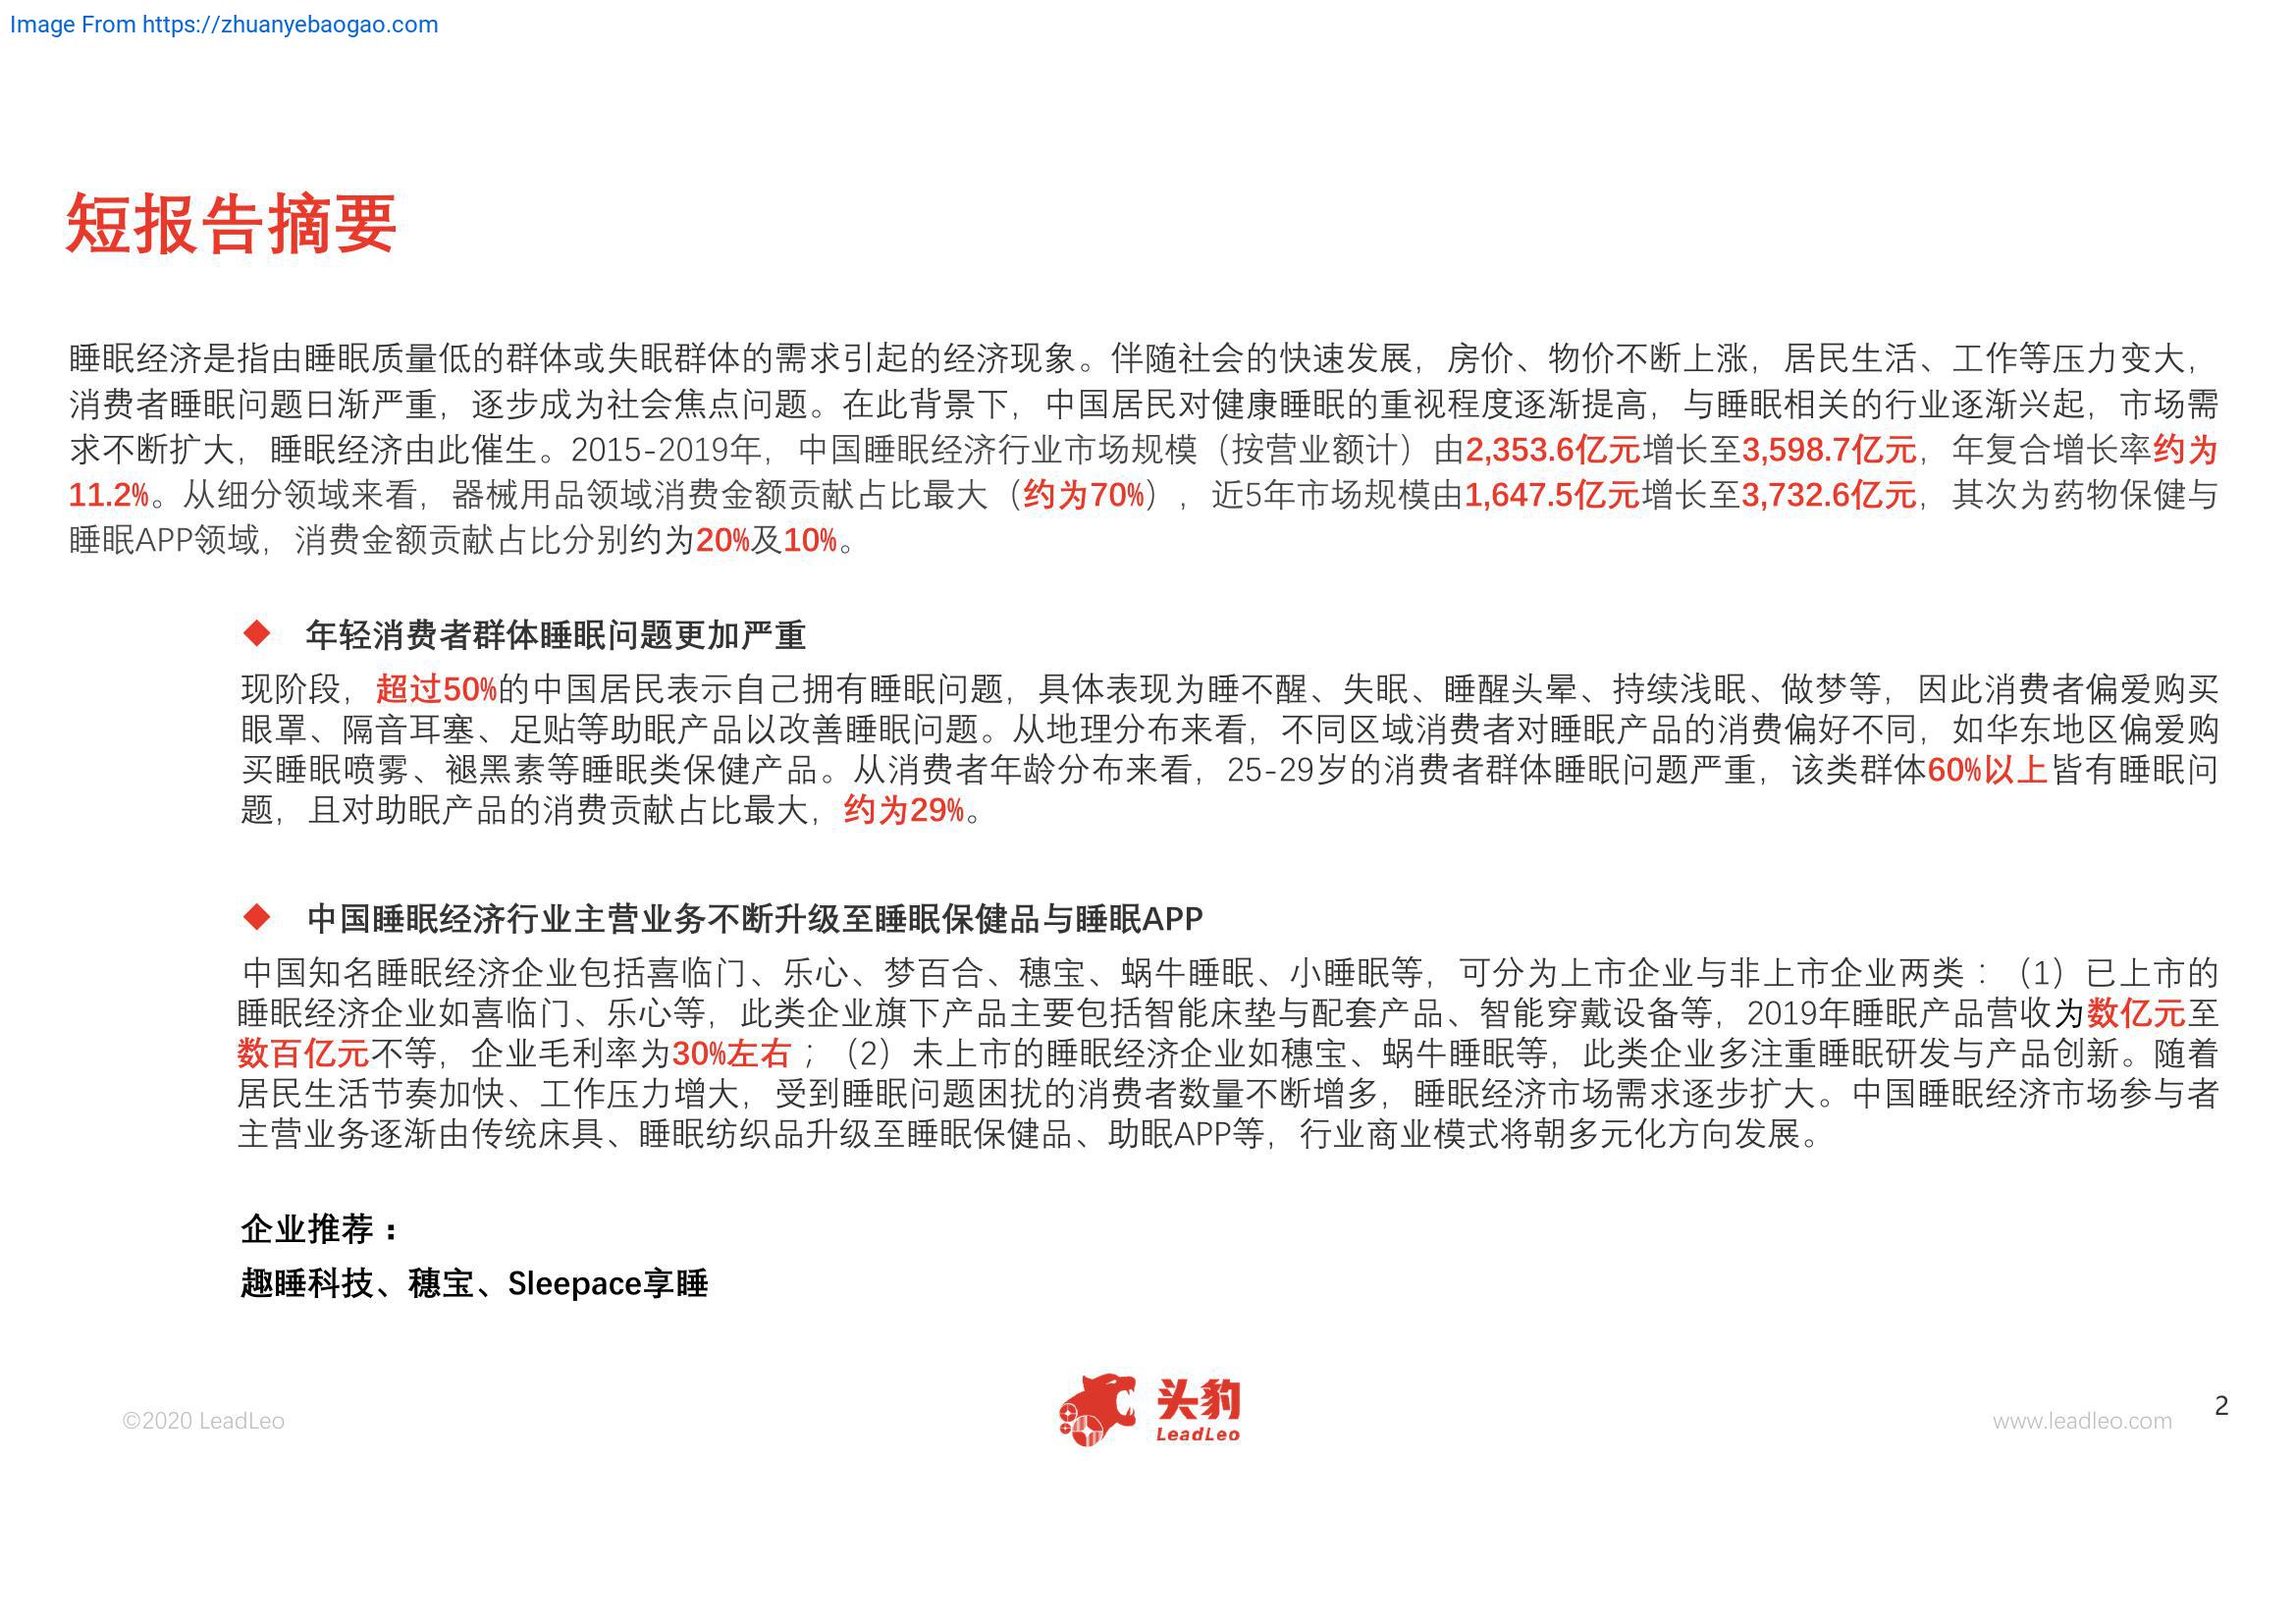 Image From https://zhuanyebaogao.com
短报告摘要
睡眠经济是指由睡眠质量低的群体或失眠群体的需求引起的经济现象。伴随社会的快速发展，房价、物价不断上涨，居民生活、工作等压力变大，
消费者睡眠问题日渐严重，逐步成为社会焦点问题。在此背景下，中国居民对健康睡眠的重视程度逐渐提高，与睡眠相关的行业逐渐兴起，市场需
求不断扩大，睡眠经济由此催生。2015-2019年，中国睡眠经济行业市场规模（按营业额计）由2,353.6亿元增长至3,598.7亿元，年复合增长率约为
11.2%。从细分领域来看，器械用品领域消费金额贡献占比最大（约为70%），近5年市场规模由1,647.5亿元增长至3,732.6亿元，其次为药物保健与
睡眠APP领域，消费金额贡献占比分别约为20%及10%。
◆ 年轻消费者群体睡眠问题更加严重
现阶段，超过50%的中国居民表示自己拥有睡眠问题，具体表现为睡不醒、失眠、睡醒头晕、持续浅眠、做梦等，因此消费者偏爱购买
眼罩、隔音耳塞、足贴等助眠产品以改善睡眠问题。从地理分布来看，不同区域消费者对睡眠产品的消费偏好不同，如华东地区偏爱购
买睡眠喷雾、褪黑素等睡眠类保健产品。从消费者年龄分布来看，25-29岁的消费者群体睡眠问题严重，该类群体60%以上皆有睡眠问
题，且对助眠产品的消费贡献占比最大，约为29%。
◆ 中国睡眠经济行业主营业务不断升级至睡眠保健品与睡眠APP
中国知名睡眠经济企业包括喜临门、乐心、梦百合、穗宝、蜗牛睡眠、小睡眠等，可分为上市企业与非上市企业两类：（1）已上市的
睡眠经济企业如喜临门、乐心等，此类企业旗下产品主要包括智能床垫与配套产品、智能穿戴设备等，2019年睡眠产品营收为数亿元至
数百亿元不等，企业毛利率为30%左右；（2）未上市的睡眠经济企业如穗宝、蜗牛睡眠等，此类企业多注重睡眠研发与产品创新。随着
居民生活节奏加快、工作压力增大，受到睡眠问题困扰的消费者数量不断增多，睡眠经济市场需求逐步扩大。中国睡眠经济市场参与者
主营业务逐渐由传统床具、睡眠纺织品升级至睡眠保健品、助眠APP等，行业商业模式将朝多元化方向发展。
企业推荐：
趣睡科技、穗宝、Sleepace享睡
©2020 LeadLeo
头豹
LeadLeo
www.leadleo.com
2